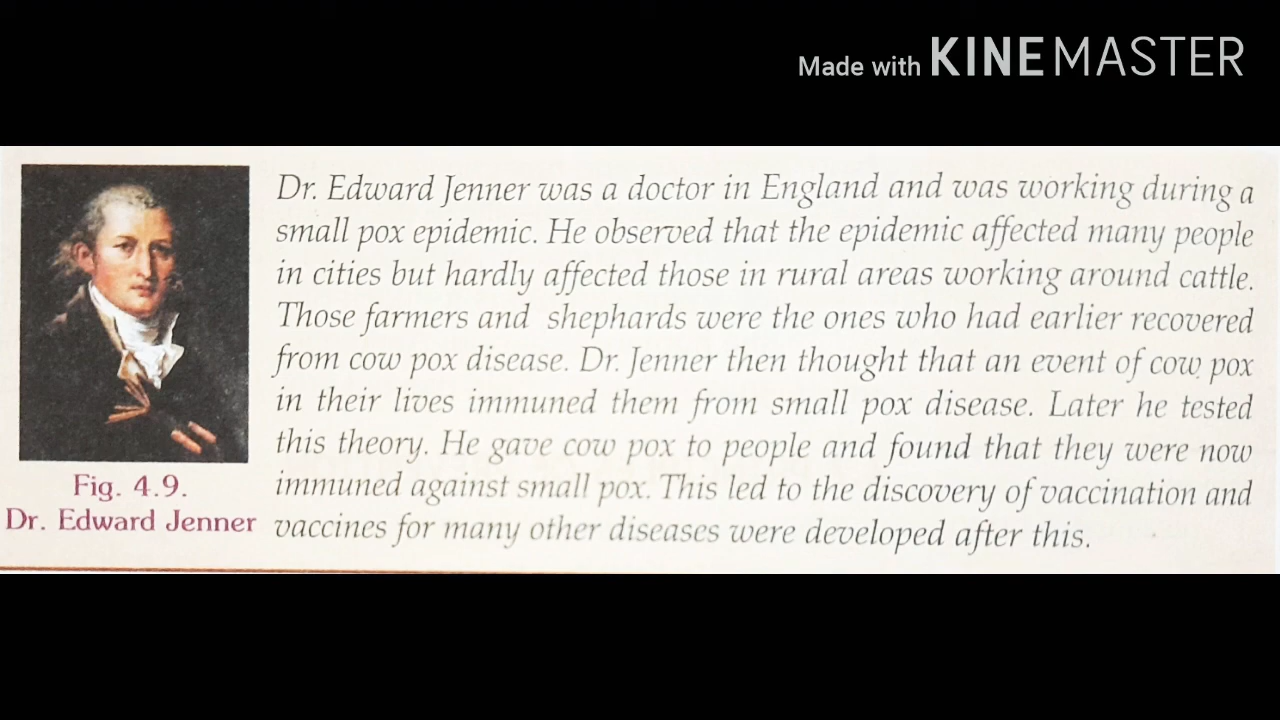 Made with KINEMASTER
Dr. Edward Jenner was a doctor in England and was working during a
small pox epidemic. He observed that the epidemic affected many people
in cities but hardly affected those in rural areas working around cattle.
Those farmers and shephards were the ones who had earlier recovered
from cow pox disease. Dr. Jenner then thought that an event of cow pox
in their lives immuned them from small pox disease. Later he tested
this theory. He gave cow pox to people and found that they were now
immuned against small pox. This led to the discovery of vaccination and
vaccines for many other diseases were developed after this.
Fig. 4.9.
Dr. Edward Jenner